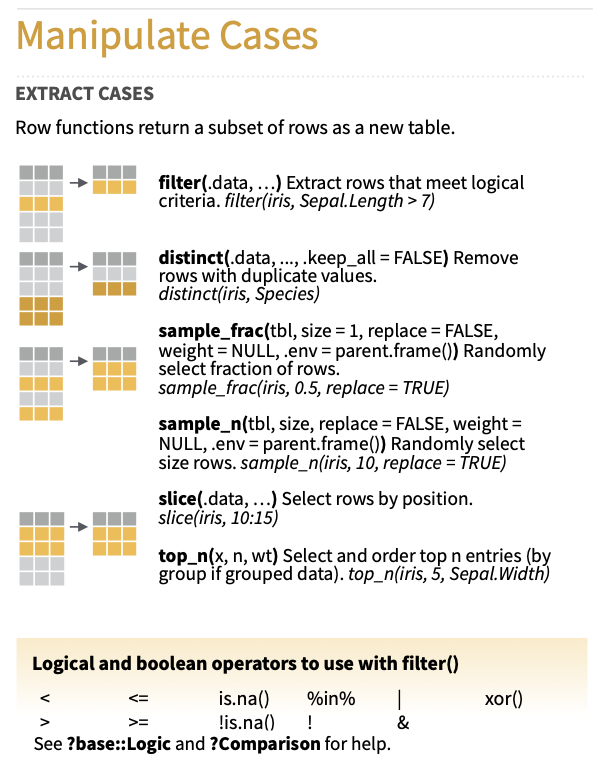 Manipulate Cases
EXTRACT CASES
Row functions return a subset of rows as a new table.
filter(.data, …) Extract rows that meet logical
criteria. filter(iris, Sepal.Length > 7)
distinct(.data, ..., .keep_all = FALSE) Remove
rows with duplicate values.
distinct(iris, Species)
sample_frac(tbl, size = 1, replace = FALSE,
weight = NULL, .env = parent.frame()) Randomly
select fraction of rows.
sample_frac(iris, 0.5, replace = TRUE)
sample_n(tbl, size, replace = FALSE, weight =
NULL, .env = parent.frame()) Randomly select
size rows. sample_n(iris, 10, replace = TRUE)
slice(.data, …) Select rows by position.
slice(iris, 10:15)
top_n(x, n, wt) Select and order top n entries (by
group if grouped data). top_n(iris, 5, Sepal.Width)
Logical and boolean operators to use with filter()
< <= is.na() %in% | xor()
> >= !is.na() ! &
See ?base::Logic and ?Comparison for help.